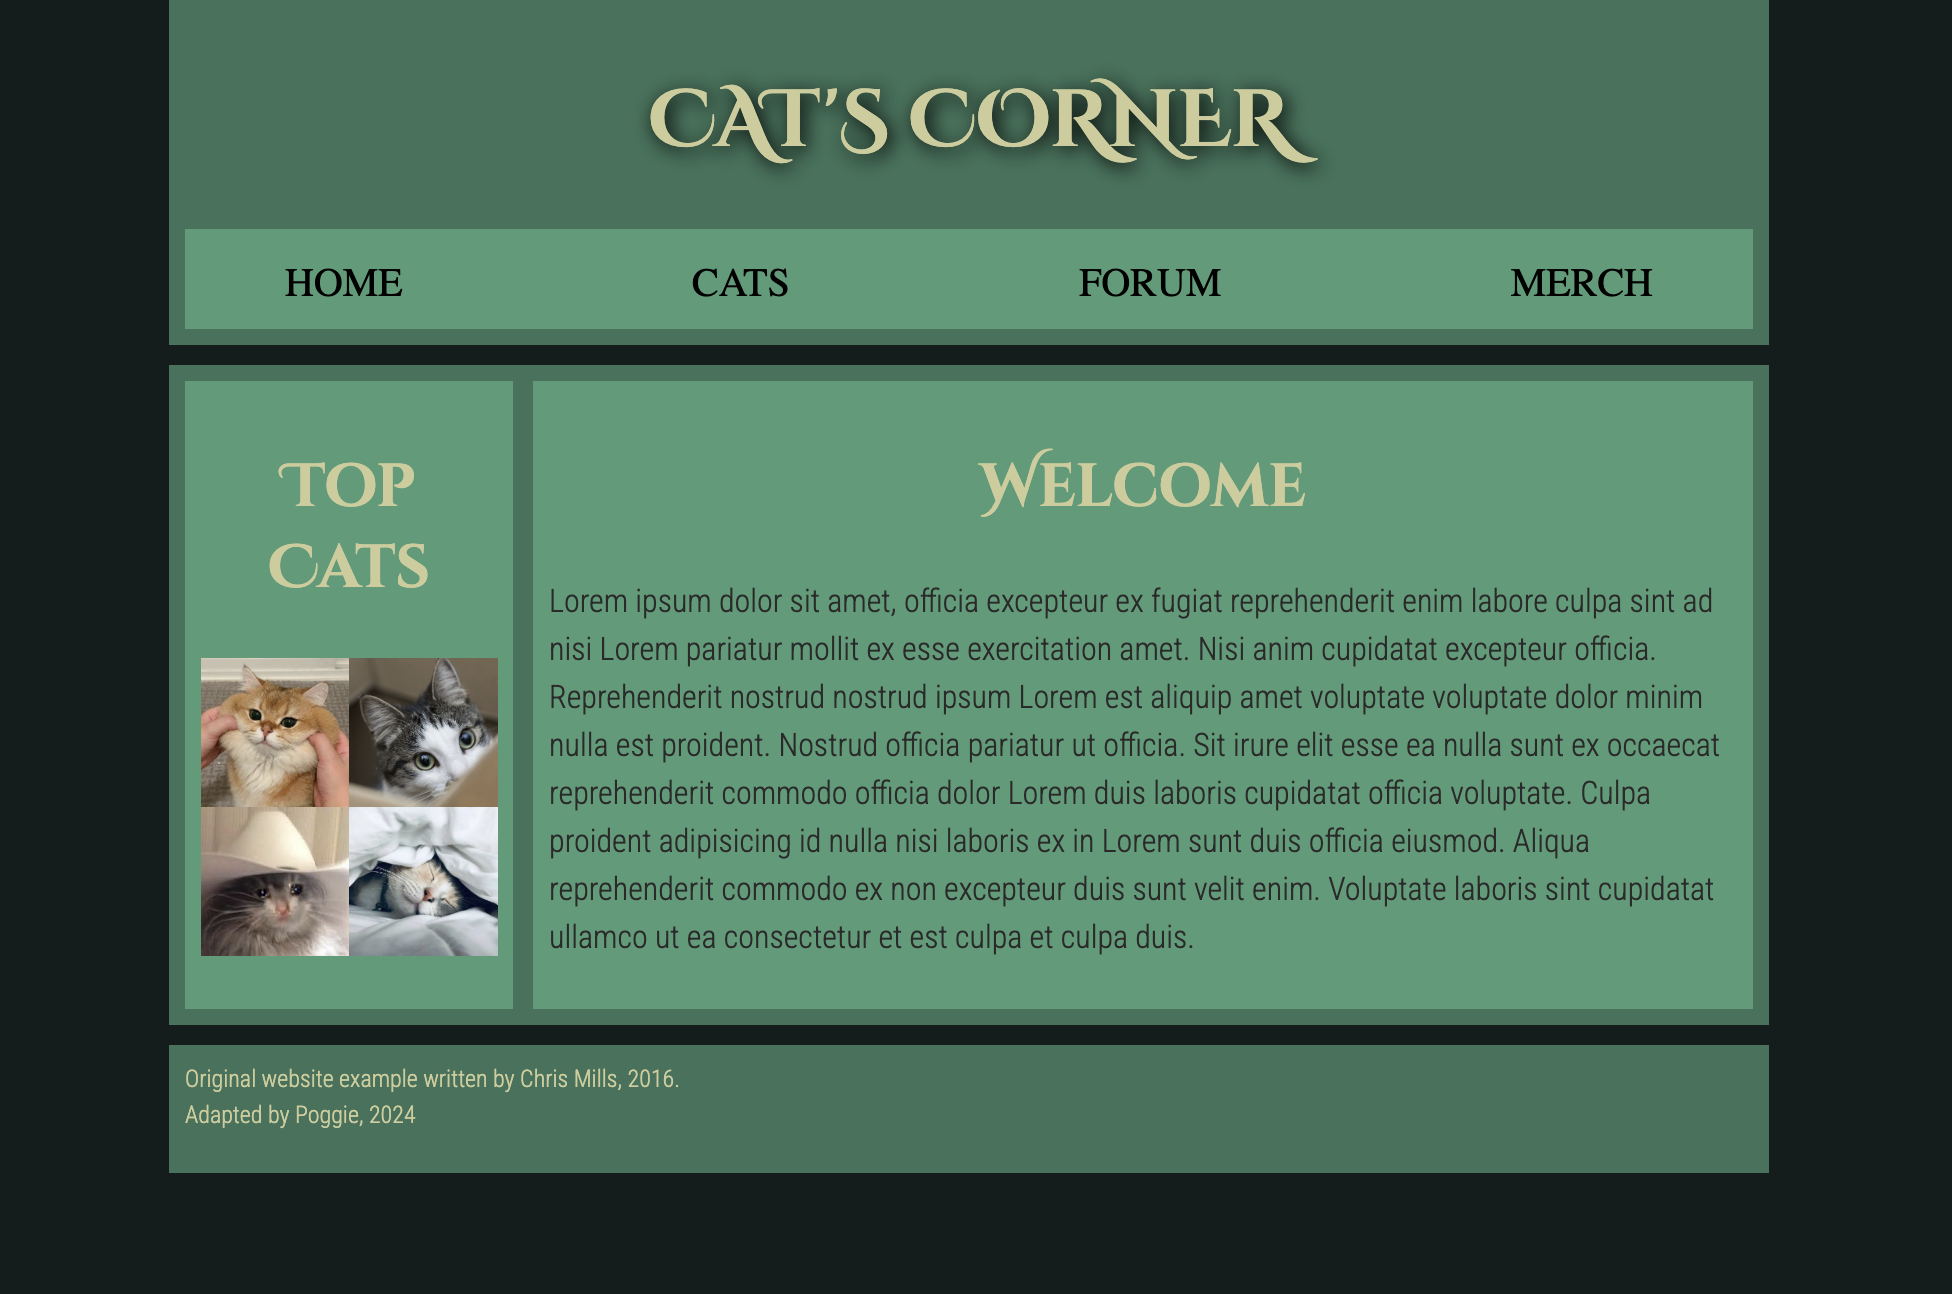 CAT'S CORNER
HOME CATS FORUM MERCH
Top
Cats
Welcome
Lorem ipsum dolor sit amet, officia excepteur ex fugiat reprehenderit enim labore culpa sint ad
nisi Lorem pariatur mollit ex esse exercitation amet. Nisi anim cupidatat excepteur officia.
Reprehenderit nostrud nostrud ipsum Lorem est aliquip amet voluptate voluptate dolor minim
nulla est proident. Nostrud officia pariatur ut officia. Sit irure elit esse ea nulla sunt ex occaecat
reprehenderit commodo officia dolor Lorem duis laboris cupidatat officia voluptate. Culpa
proident adipisicing id nulla nisi laboris ex in Lorem sunt duis officia eiusmod. Aliqua
reprehenderit commodo ex non excepteur duis sunt velit enim. Voluptate laboris sint cupidatat
ullamco ut ea consectetur et est culpa et culpa duis.
Original website example written by Chris Mills, 2016.
Adapted by Poggie, 2024